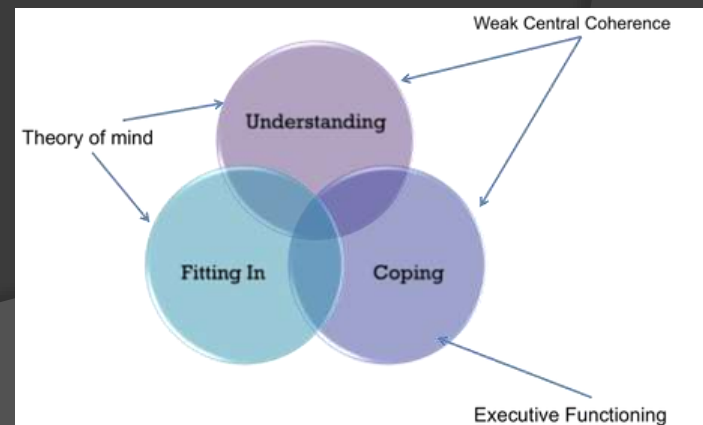 Weak Central Coherence
Understanding
Theory of mind
Fitting In
Coping
Executive Functioning